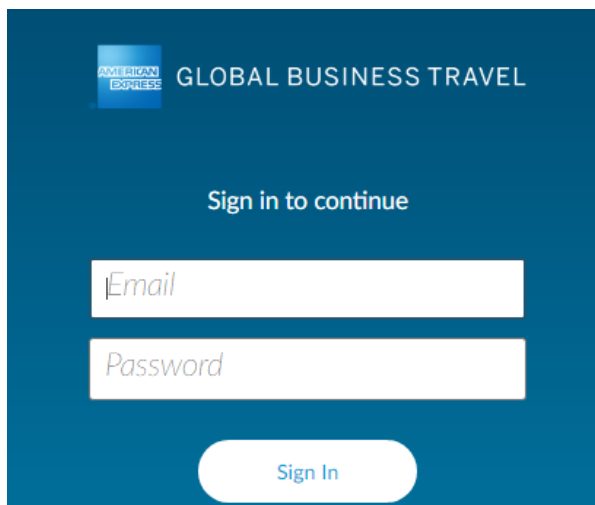 AMERICAN
EXPRESS
GLOBAL BUSINESS TRAVEL
Sign in to continue
Email
Password
Sign In